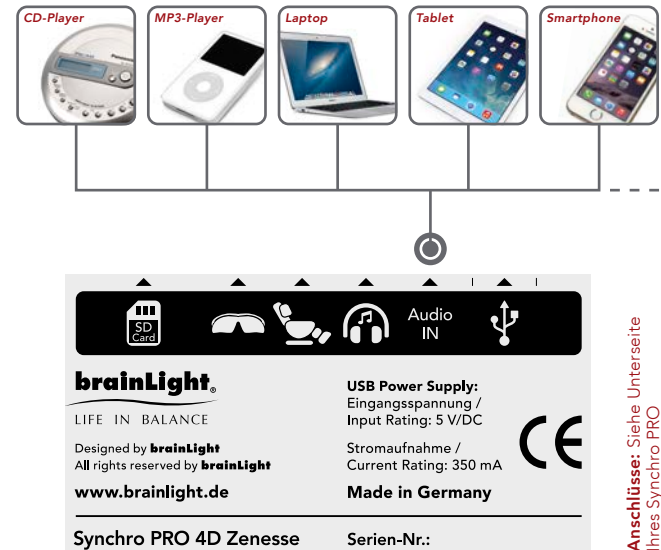 CD-Player
MP3-Player
Laptop
Tablet
Smartphone
SD
Card
Audio
IN
brainLight®
LIFE IN BALANCE
Designed by brainLight
All rights reserved by brainLight
www.brainlight.de
USB Power Supply:
Eingangsspannung /
Input Rating: 5 V/DC
Stromaufnahme /
Current Rating: 350 mA
CE
Made in Germany
Synchro PRO 4D Zenesse
Serien-Nr.:
Anschlüsse: Siehe Unterseite
Ihres Synchro PRO